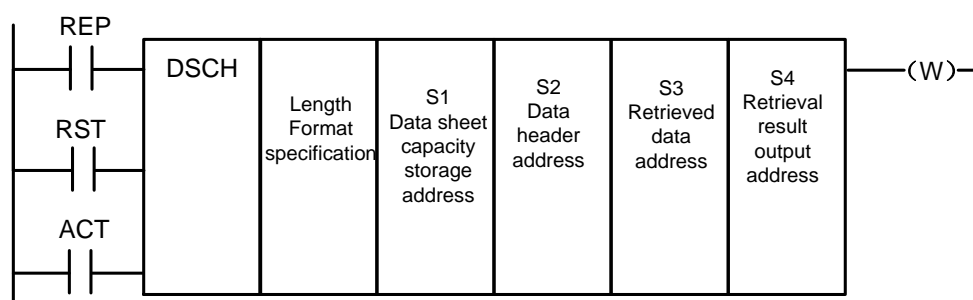 REP
RST
ACT
DSCH
Length
Format
specification
S1
Data sheet
capacity
storage
address
S2
Data
header
address
S3
Retrieved
data
address
S4
Retrieval
result
output
address
(W)